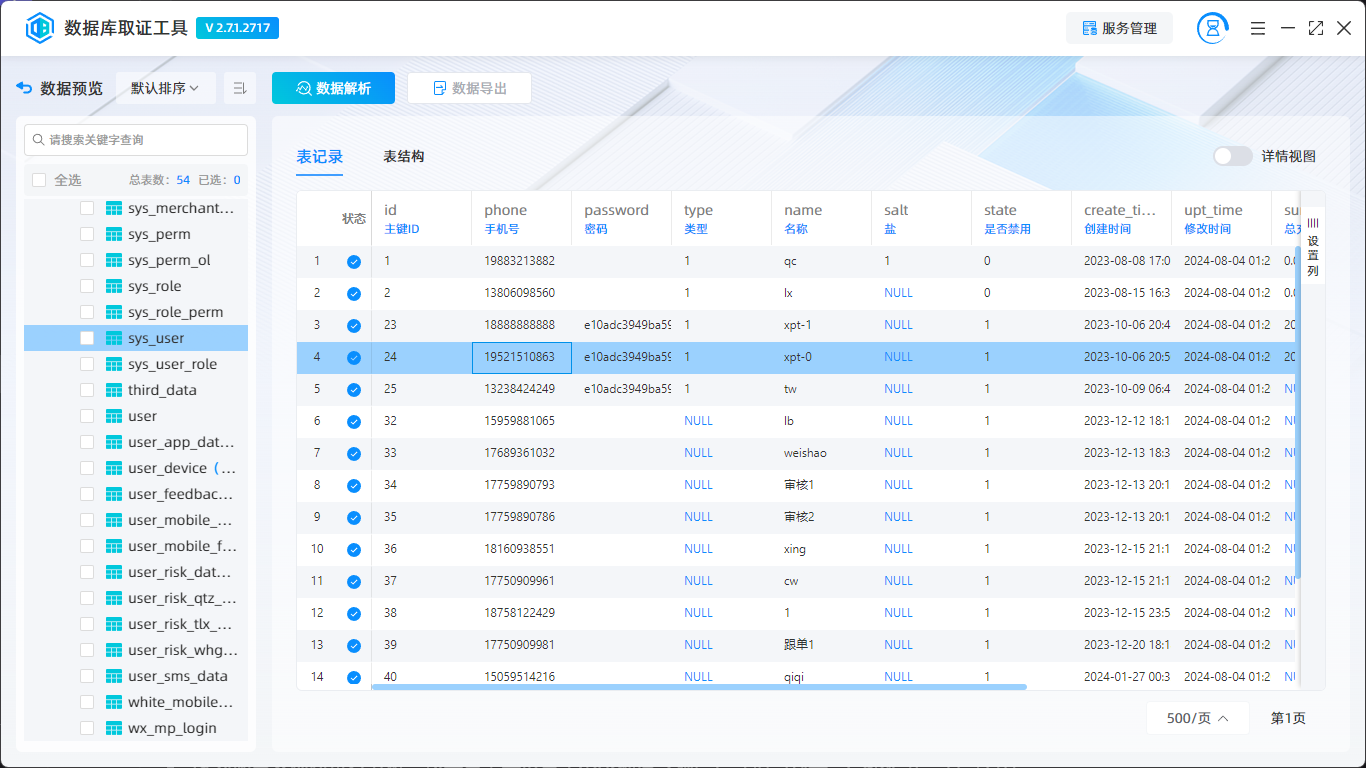 数据库取证工具 V 2.7.1.2717 服务管理
数据预览 默认排序 数据解析 数据导出
请搜索关键字查询
全选 总表数: 54 已选: 0
sys_merchant...
sys_perm
sys_perm_ol
sys_role
sys_role_perm
sys_user
sys_user_role
third_data
user
user_app_dat...
user_device (...
user_feedbac...
user_mobile_...
user_mobile_f...
user_risk_dat...
user_risk_qtz_...
user_risk_tlx_...
user_risk_whg...
user_sms_data
white_mobile...
wx_mp_login
表记录 表结构 详情视图
状态 id phone password type name salt state create_ti... upt_time su
主键ID 手机号 密码 类型 名称 盐 是否禁用 创建时间 修改时间 总
设置列
1 1 19883213882 1 qc 1 0 2023-08-08 17:0 2024-08-04 01:2 0.0
2 2 13806098560 1 lx NULL 0 2023-08-15 16:3 2024-08-04 01:2 0.0
3 23 18888888888 e10adc3949ba59 1 xpt-1 NULL 1 2023-10-06 20:4 2024-08-04 01:2 20
4 24 19521510863 e10adc3949ba59 1 xpt-0 NULL 1 2023-10-06 20:5 2024-08-04 01:2 20
5 25 13238424249 e10adc3949ba59 1 tw NULL 1 2023-10-09 06:4 2024-08-04 01:2 NU
6 32 15959881065 NULL lb NULL 1 2023-12-12 18:1 2024-08-04 01:2 NU
7 33 17689361032 NULL weishao NULL 1 2023-12-13 18:3 2024-08-04 01:2 NU
8 34 17759890793 NULL 审核1 NULL 1 2023-12-13 20:1 2024-08-04 01:2 NU
9 35 17759890786 NULL 审核2 NULL 1 2023-12-13 20:1 2024-08-04 01:2 NU
10 36 18160938551 NULL xing NULL 1 2023-12-15 21:1 2024-08-04 01:2 NU
11 37 17750909961 NULL cw NULL 1 2023-12-15 21:1 2024-08-04 01:2 NU
12 38 18758122429 NULL 1 NULL 1 2023-12-15 23:5 2024-08-04 01:2 NU
13 39 17750909981 NULL 跟单1 NULL 1 2023-12-20 18:1 2024-08-04 01:2 NU
14 40 15059514216 NULL qiqi NULL 1 2024-01-27 00:3 2024-08-04 01:2 NU
500/页 第1页